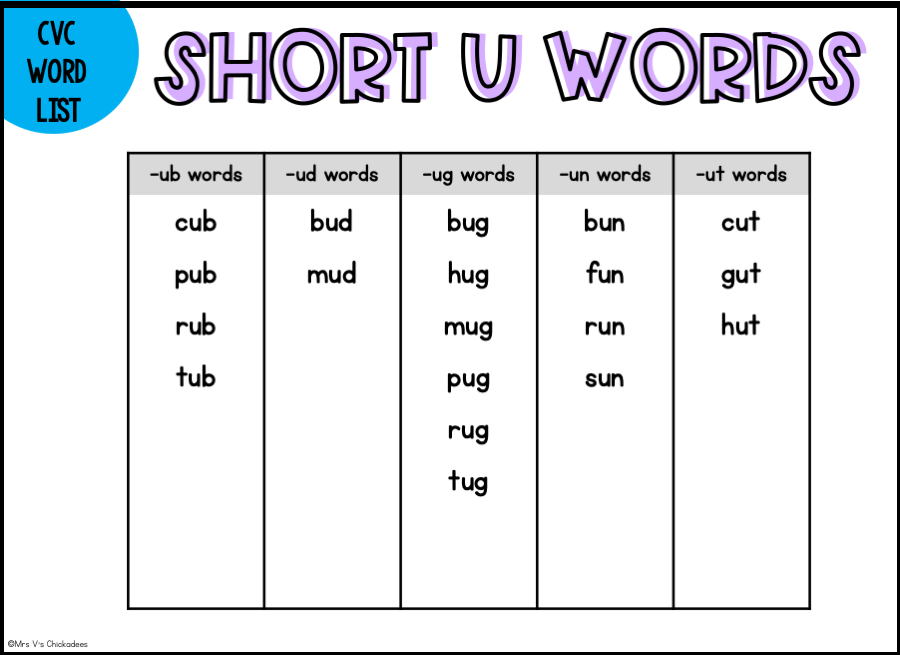 CVC
WORD
LIST
SHORT U WORDS
-ub words -ud words -ug words -un words -ut words
cub bud bug bun cut
pub mud hug fun gut
rub mug run hut
tub pug sun
rug
tug
©Mrs V's Chickadees